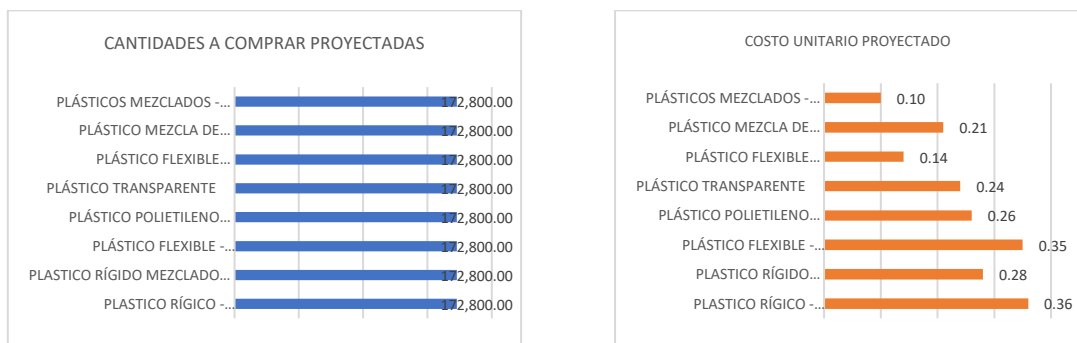 CANTIDADES A COMPRAR PROYECTADAS
PLÁSTICOS MEZCLADOS -... 172,800.00
PLÁSTICO MEZCLA DE... 172,800.00
PLÁSTICO FLEXIBLE... 172,800.00
PLÁSTICO TRANSPARENTE 172,800.00
PLÁSTICO POLIETILENO... 172,800.00
PLÁSTICO FLEXIBLE -... 172,800.00
PLASTICO RÍGIDO MEZCLADO... 172,800.00
PLASTICO RÍGICO -... 172,800.00
COSTO UNITARIO PROYECTADO
PLÁSTICOS MEZCLADOS -... 0.10
PLÁSTICO MEZCLA DE... 0.21
PLÁSTICO FLEXIBLE... 0.14
PLÁSTICO TRANSPARENTE 0.24
PLÁSTICO POLIETILENO... 0.26
PLÁSTICO FLEXIBLE -... 0.35
PLASTICO RÍGIDO... 0.28
PLASTICO RÍGICO -... 0.36